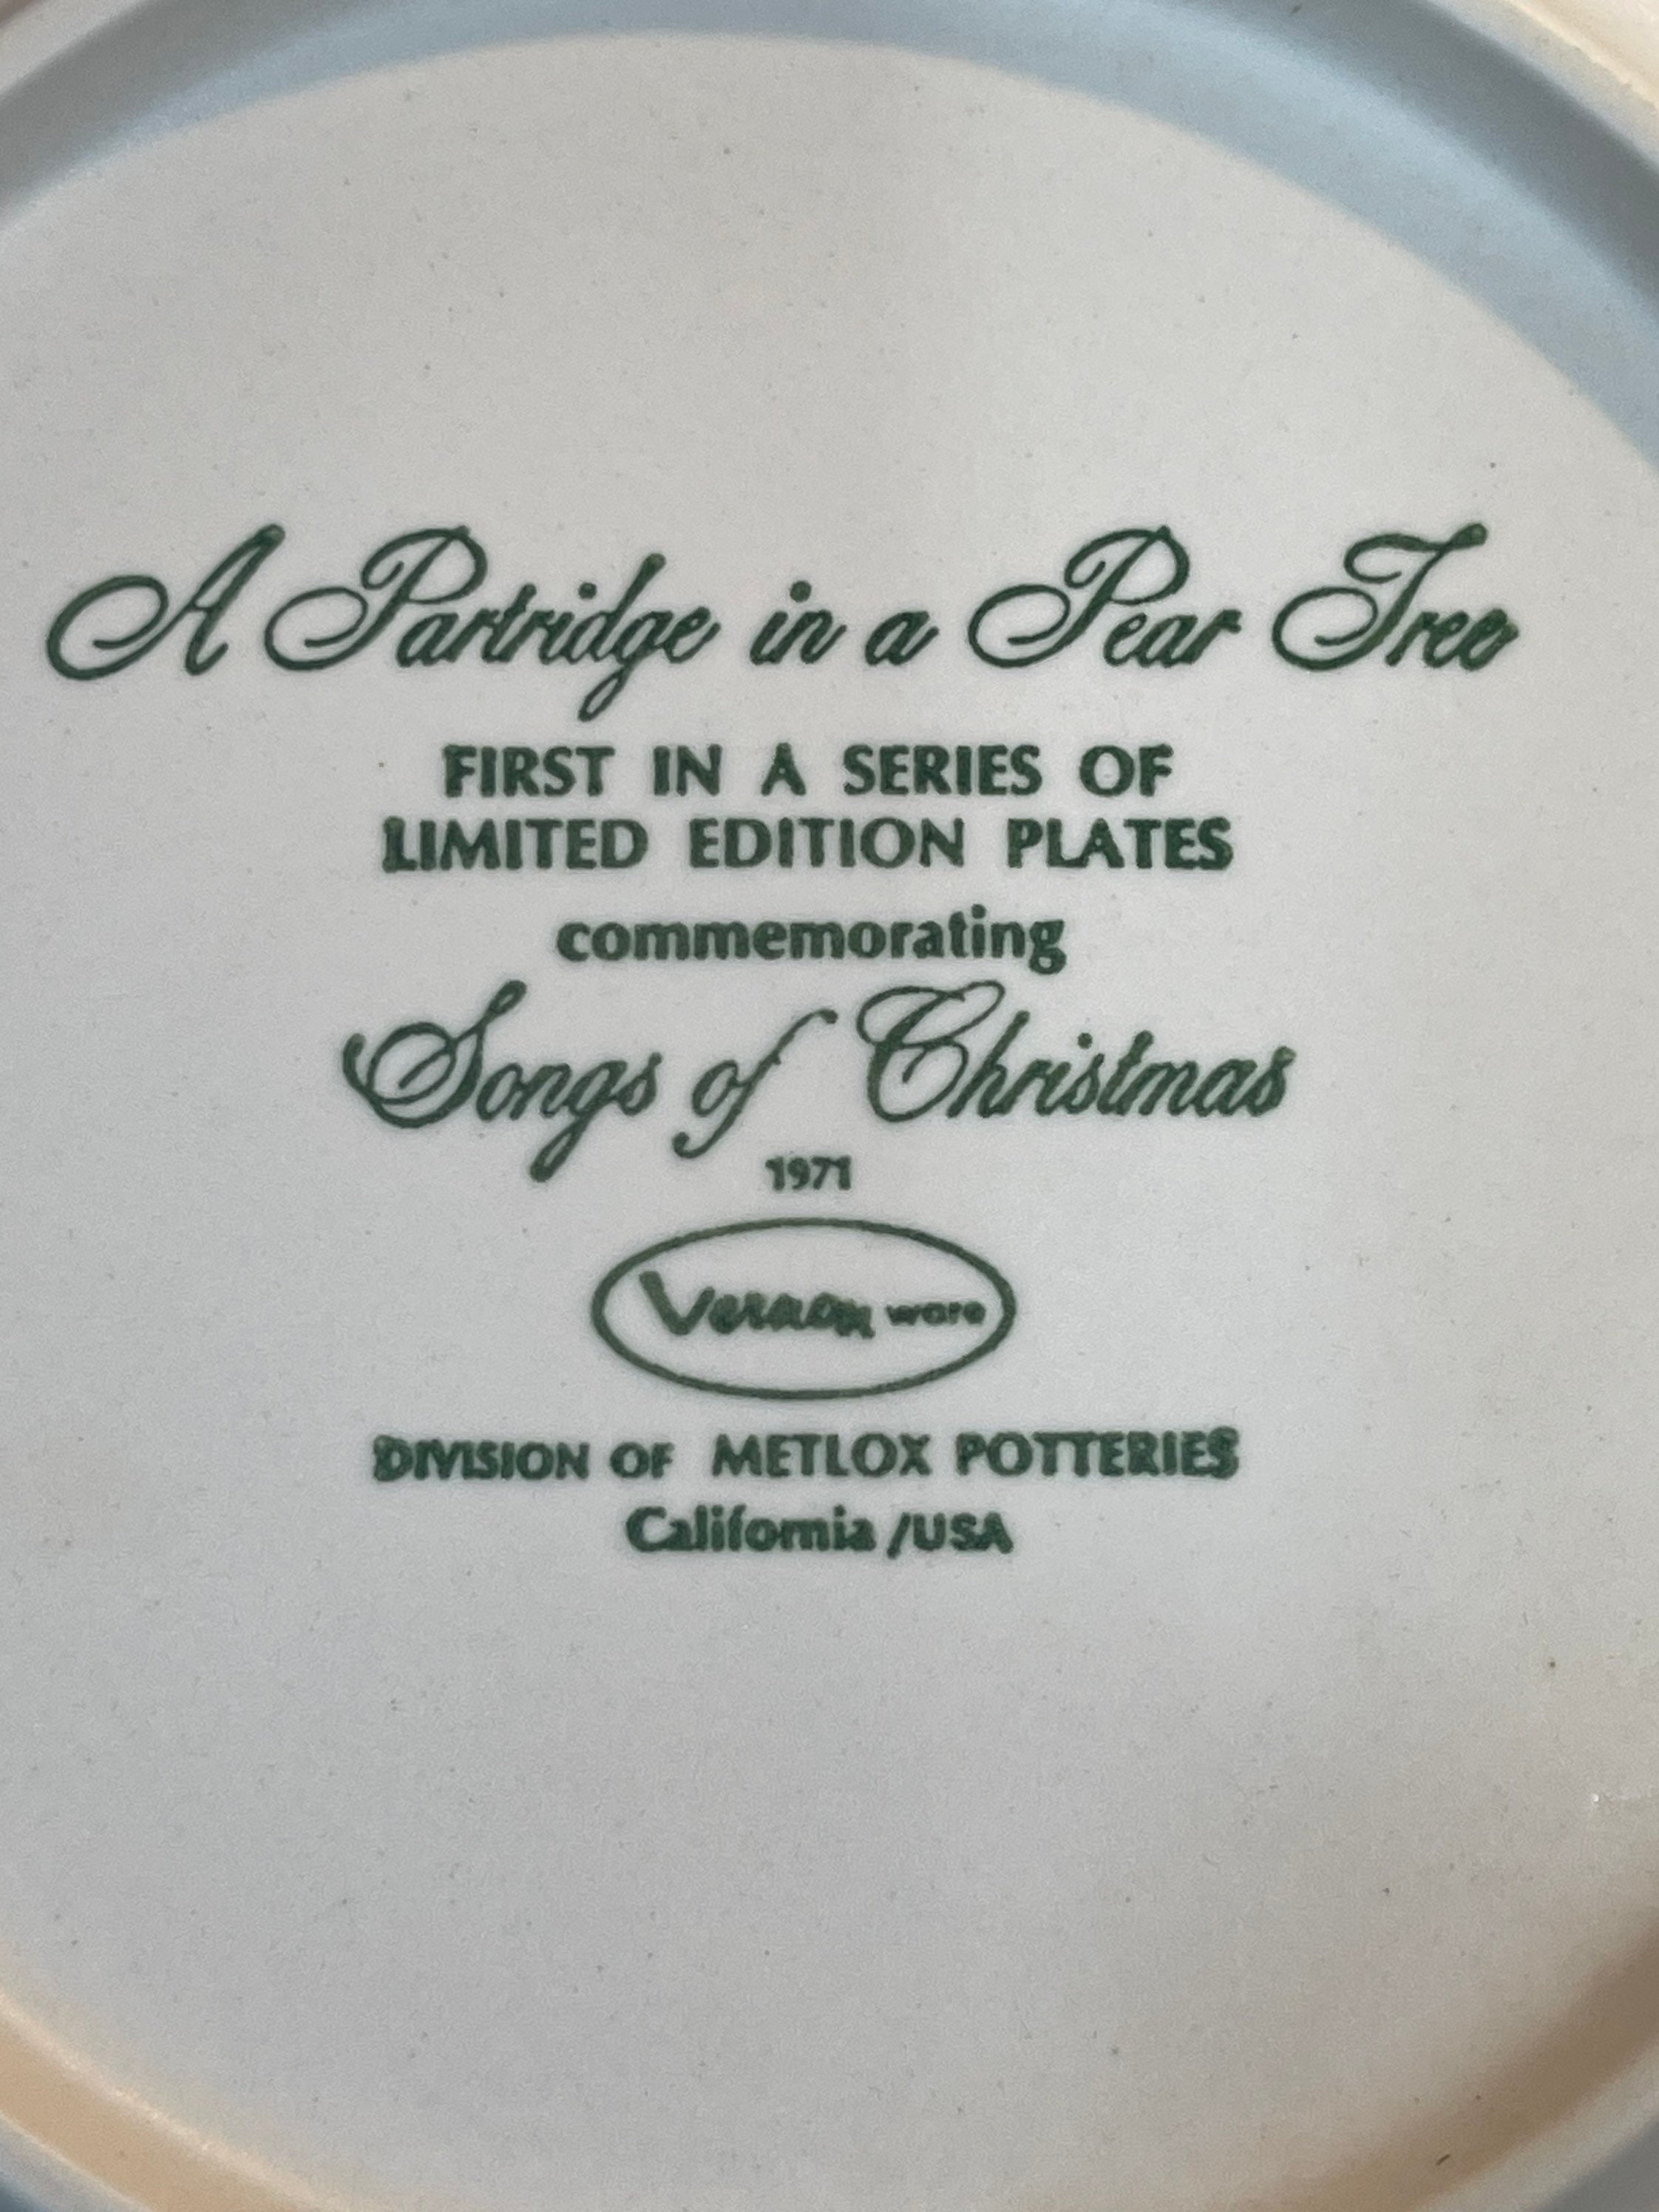 A Partridge in a Pear Tree
FIRST IN A SERIES OF
LIMITED EDITION PLATES
commemorating
Songs of Christmas
1971
Vernon ware
DIVISION OF METLOX POTTERIES
California /USA